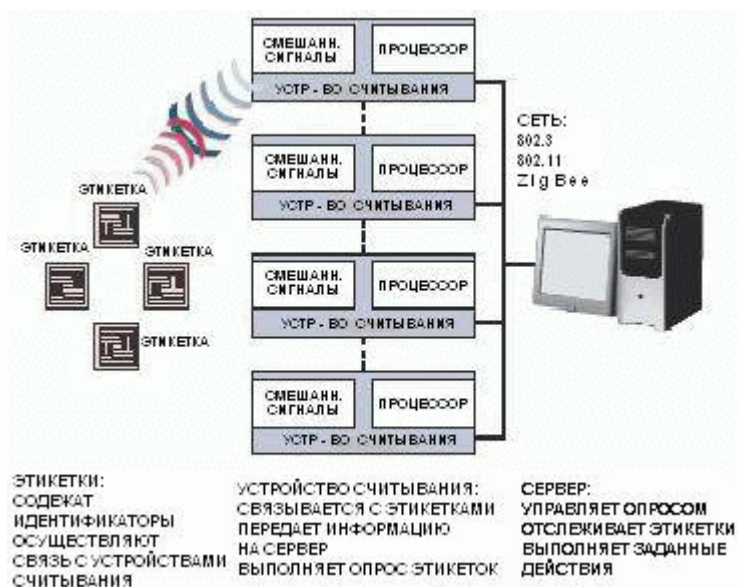 СМЕШАНН. СИГНАЛЫ
ПРОЦЕССОР
УСТР - ВО СЧИТЫВАНИЯ
СМЕШАНН. СИГНАЛЫ
ПРОЦЕССОР
УСТР - ВО СЧИТЫВАНИЯ
СМЕШАНН. СИГНАЛЫ
ПРОЦЕССОР
УСТР - ВО СЧИТЫВАНИЯ
СМЕШАНН. СИГНАЛЫ
ПРОЦЕССОР
УСТР - ВО СЧИТЫВАНИЯ
СЕТЬ:
802.3
802.11
ZigBee
ЭТИКЕТКА
ЭТИКЕТКА
ЭТИКЕТКА
ЭТИКЕТКА
ЭТИКЕТКИ:
СОДЕЖАТ
ИДЕНТИФИКАТОРЫ
ОСУЩЕСТВЛЯЮТ
СВЯЗЬ С УСТРОЙСТВАМИ
СЧИТЫВАНИЯ
УСТРОЙСТВО СЧИТЫВАНИЯ:
СВЯЗЫВАЕТСЯ С ЭТИКЕТКАМИ
ПЕРЕДАЕТ ИНФОРМАЦИЮ
НА СЕРВЕР
ВЫПОЛНЯЕТ ОПРОС ЭТИКЕТОК
СЕРВЕР:
УПРАВЛЯЕТ ОПРОСОМ
ОТСЛЕЖИВАЕТ ЭТИКЕТКИ
ВЫПОЛНЯЕТ ЗАДАННЫЕ
ДЕЙСТВИЯ